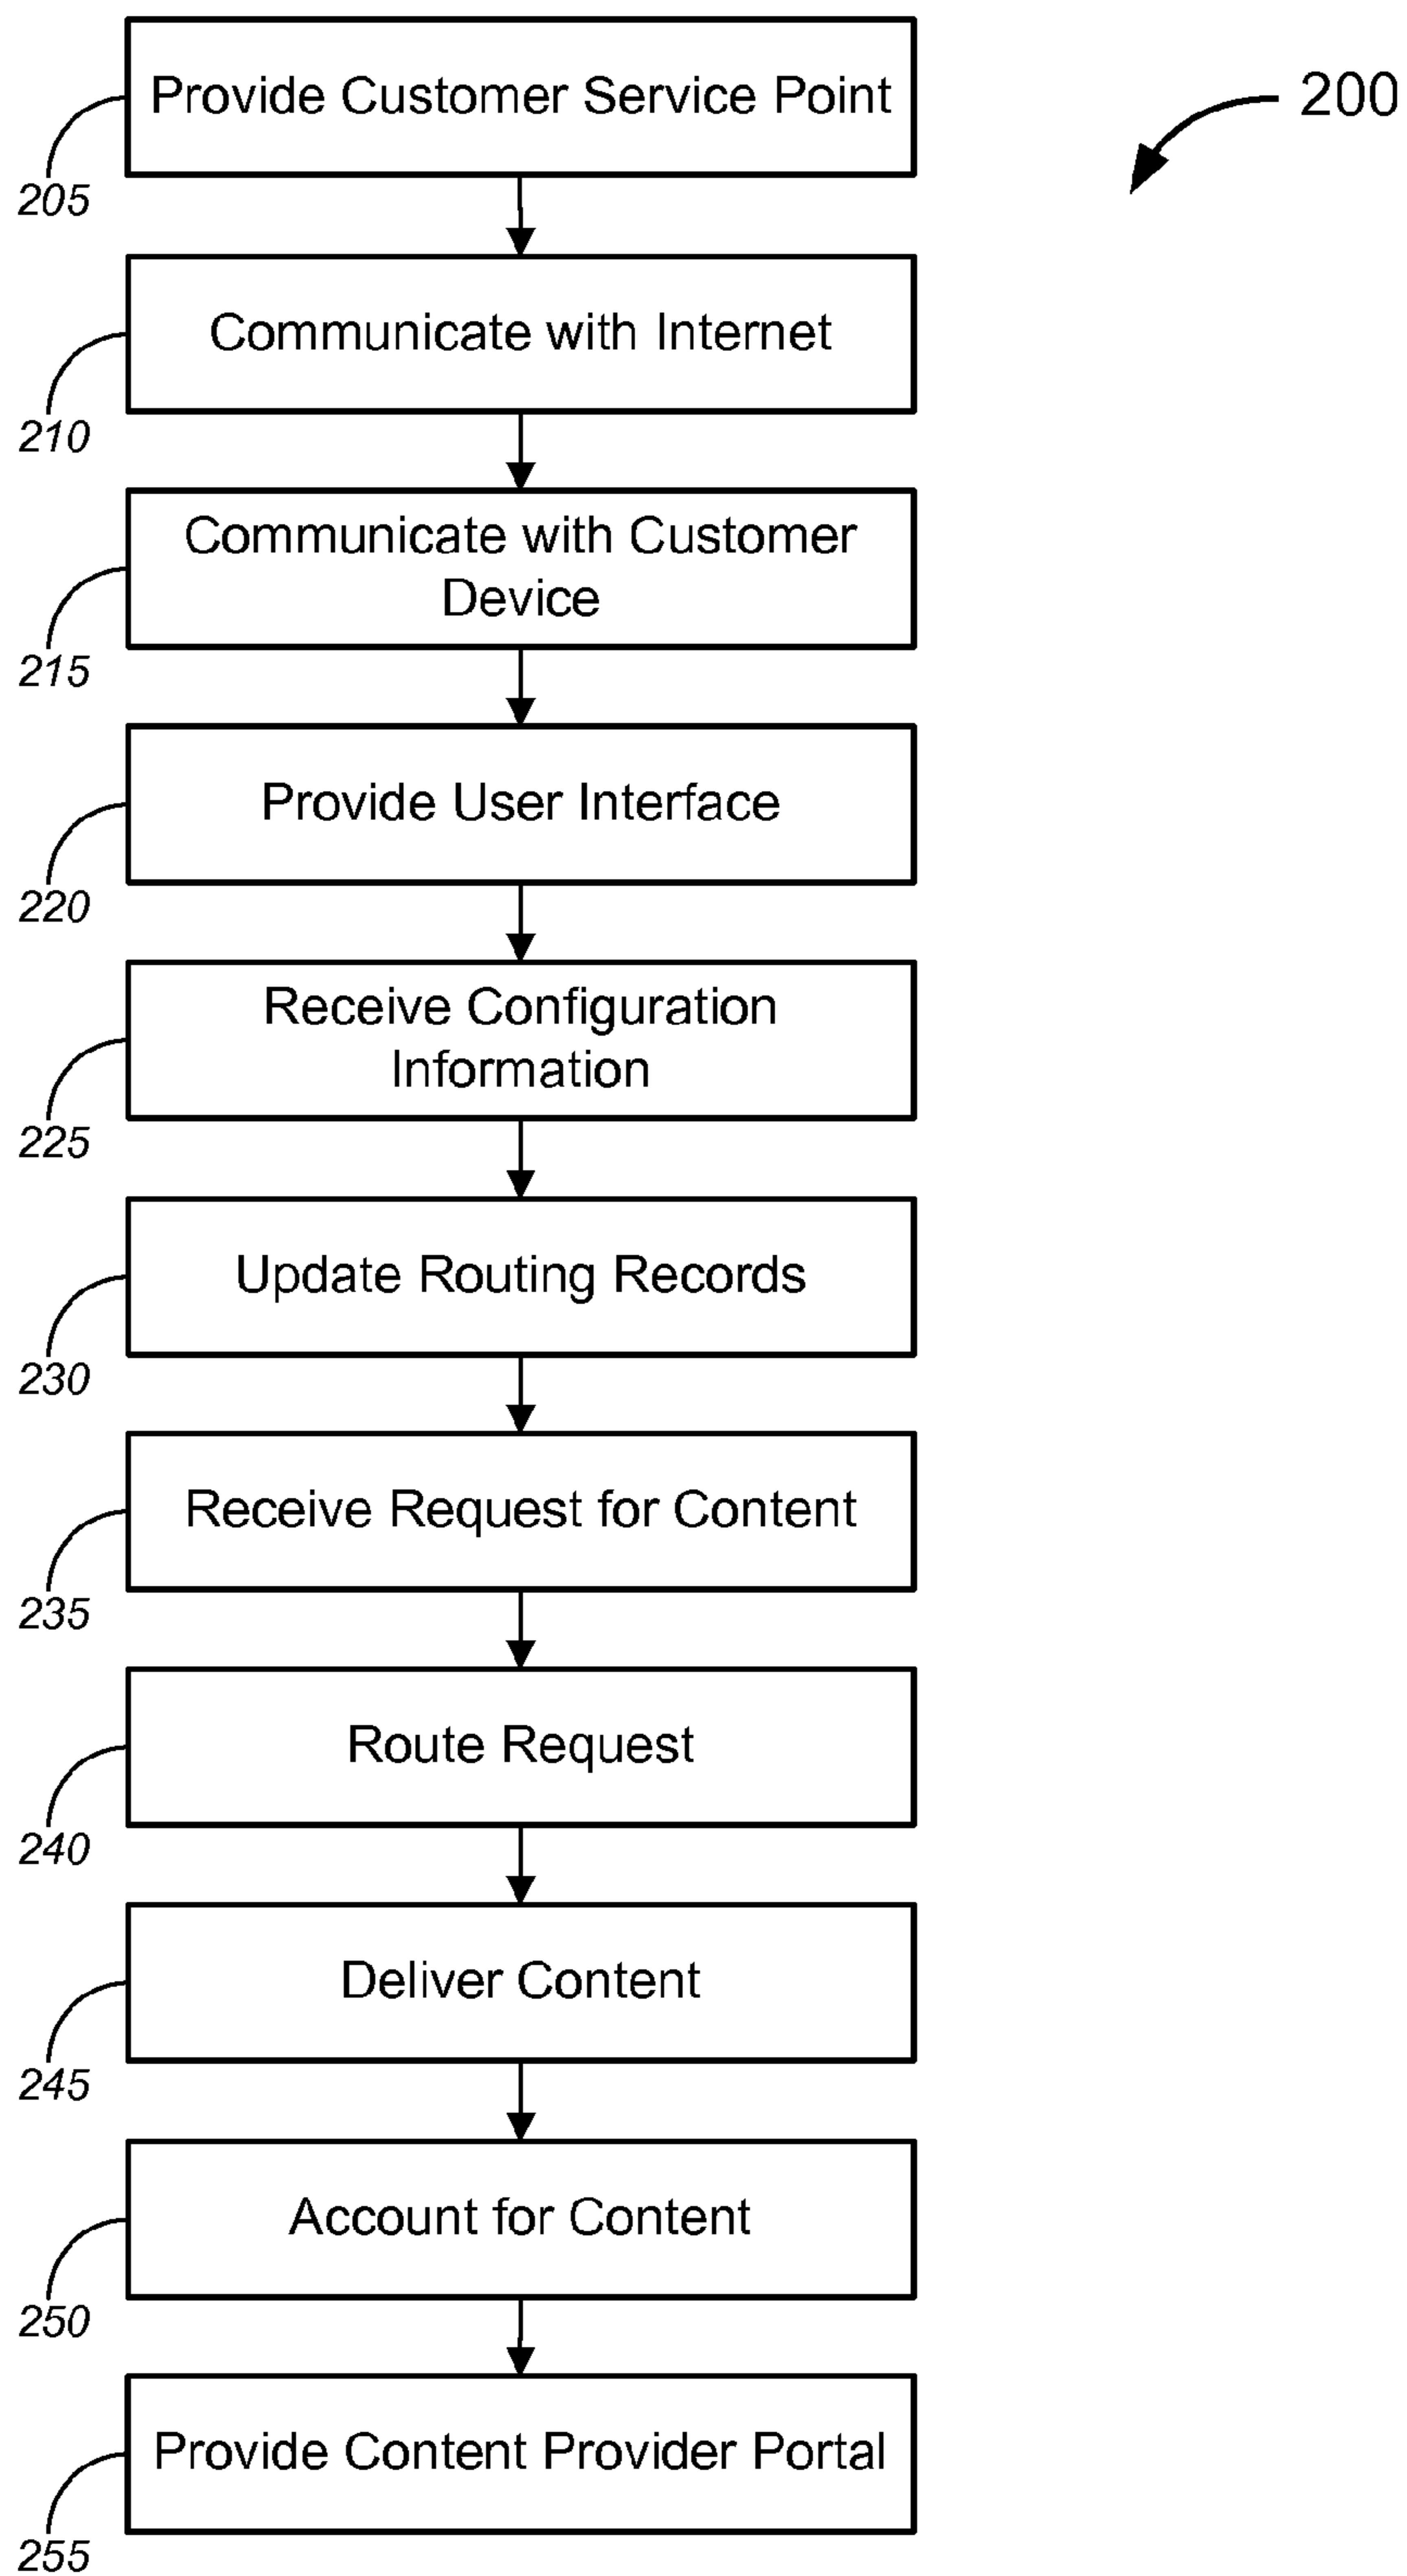 Provide Customer Service Point
200
205
Communicate with Internet
210
Communicate with Customer
Device
215
Provide User Interface
220
Receive Configuration
Information
225
Update Routing Records
230
Receive Request for Content
235
Route Request
240
Deliver Content
245
Account for Content
250
Provide Content Provider Portal
255